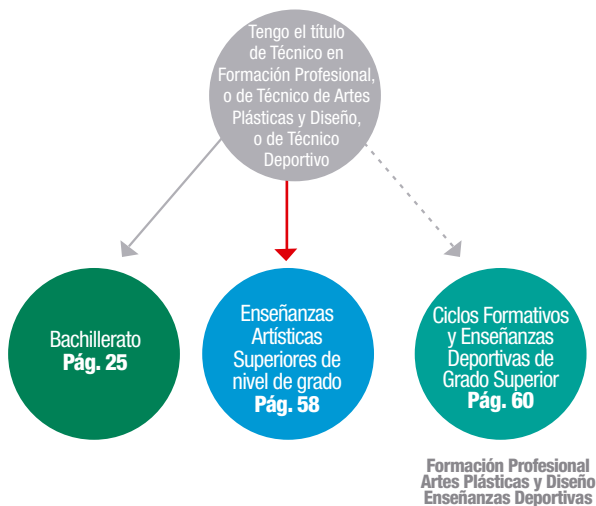 Tengo el título
de Técnico en
Formación Profesional,
o de Técnico de Artes
Plásticas y Diseño,
o de Técnico
Deportivo
Bachillerato
Pág. 25
Enseñanzas
Artísticas
Superiores de
nivel de grado
Pág. 58
Ciclos Formativos
y Enseñanzas
Deportivas de
Grado Superior
Pág. 60
Formación Profesional
Artes Plásticas y Diseño
Enseñanzas Deportivas